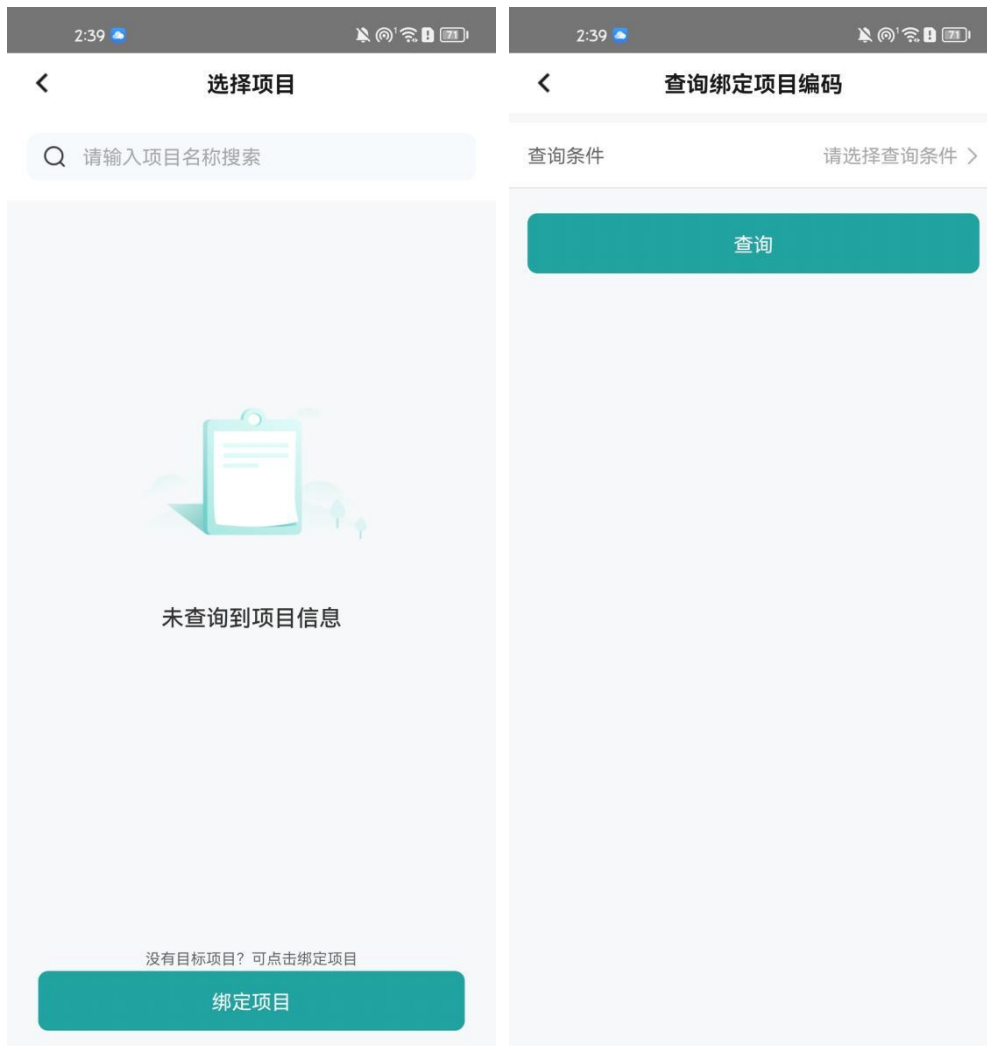 2:39
71
选择项目
请输入项目名称搜索
未查询到项目信息
没有目标项目？可点击绑定项目
绑定项目
2:39
71
查询绑定项目编码
查询条件
请选择查询条件
查询